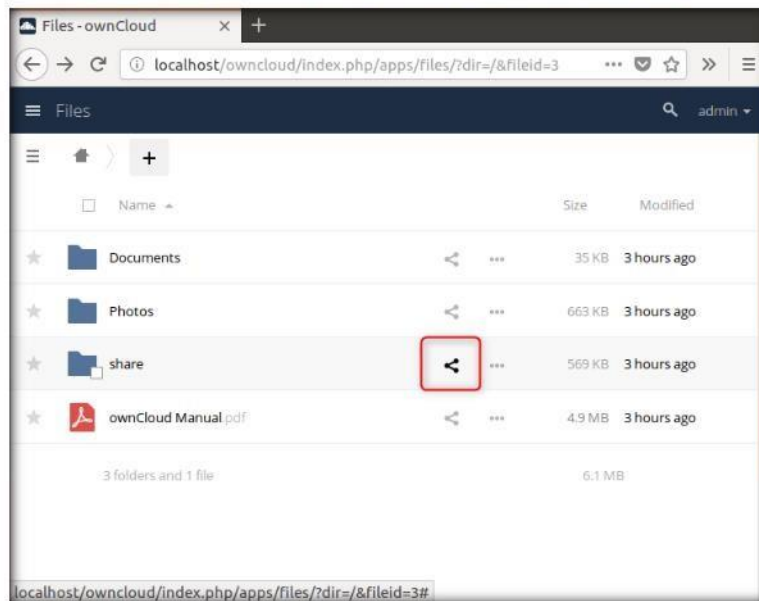 Files - ownCloud
localhost/owncloud/index.php/apps/files/?dir=/&fileid=3
Files admin
Name Size Modified
Documents 35 KB 3 hours ago
Photos 663 KB 3 hours ago
share 569 KB 3 hours ago
ownCloud Manual.pdf 4.9 MB 3 hours ago
3 folders and 1 file 6.1 MB
localhost/owncloud/index.php/apps/files/?dir=/&fileid=3#